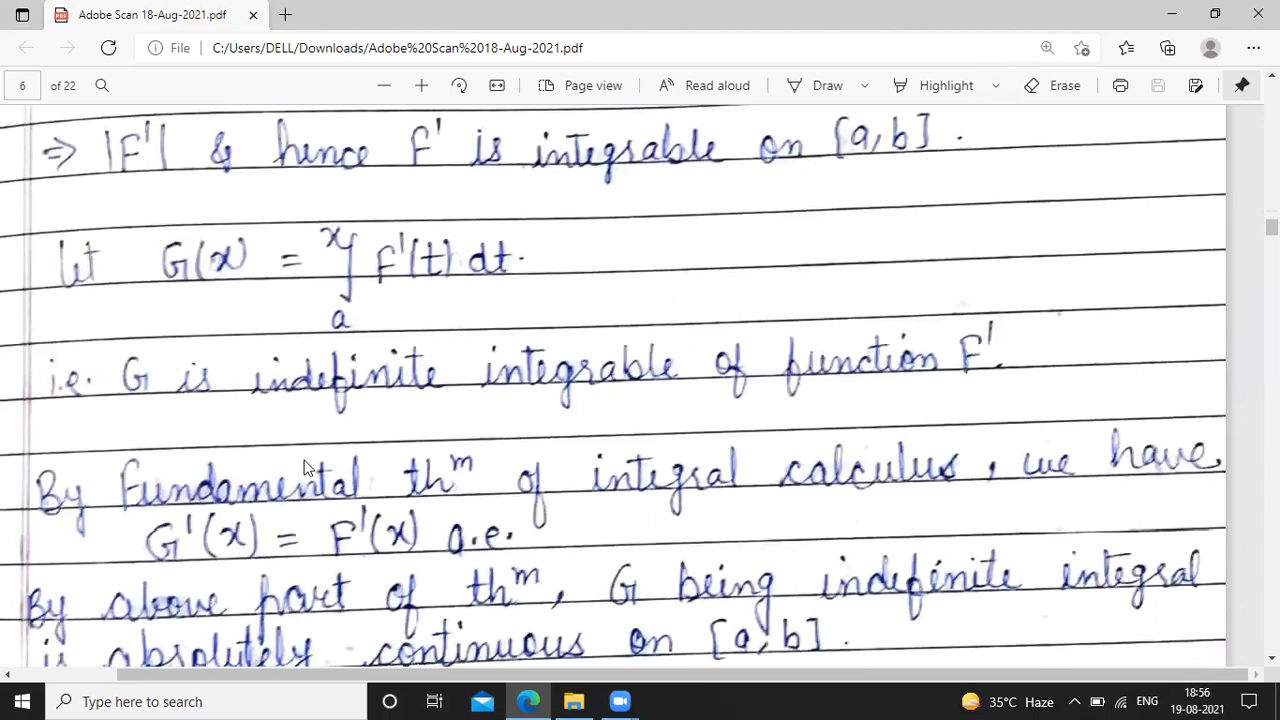 Adobe Scan 18-Aug-2021.pdf
File C:/Users/DELL/Downloads/Adobe%20Scan%2018-Aug-2021.pdf
6 of 22 Page view Read aloud Draw Highlight Erase
⇒ |F'| & hence F' is integrable on [a,b].
Let G(x) = ∫ₐˣ F'(t) dt.
i.e. G is indefinite integrable of function F'.
By Fundamental thᵐ of integral calculus, we have,
G'(x) = F'(x) a.e.
By above part of thᵐ, G being indefinite integral
is absolutely continuous on [a,b].
Type here to search 35°C Haze ENG 18:56
19-08-2021